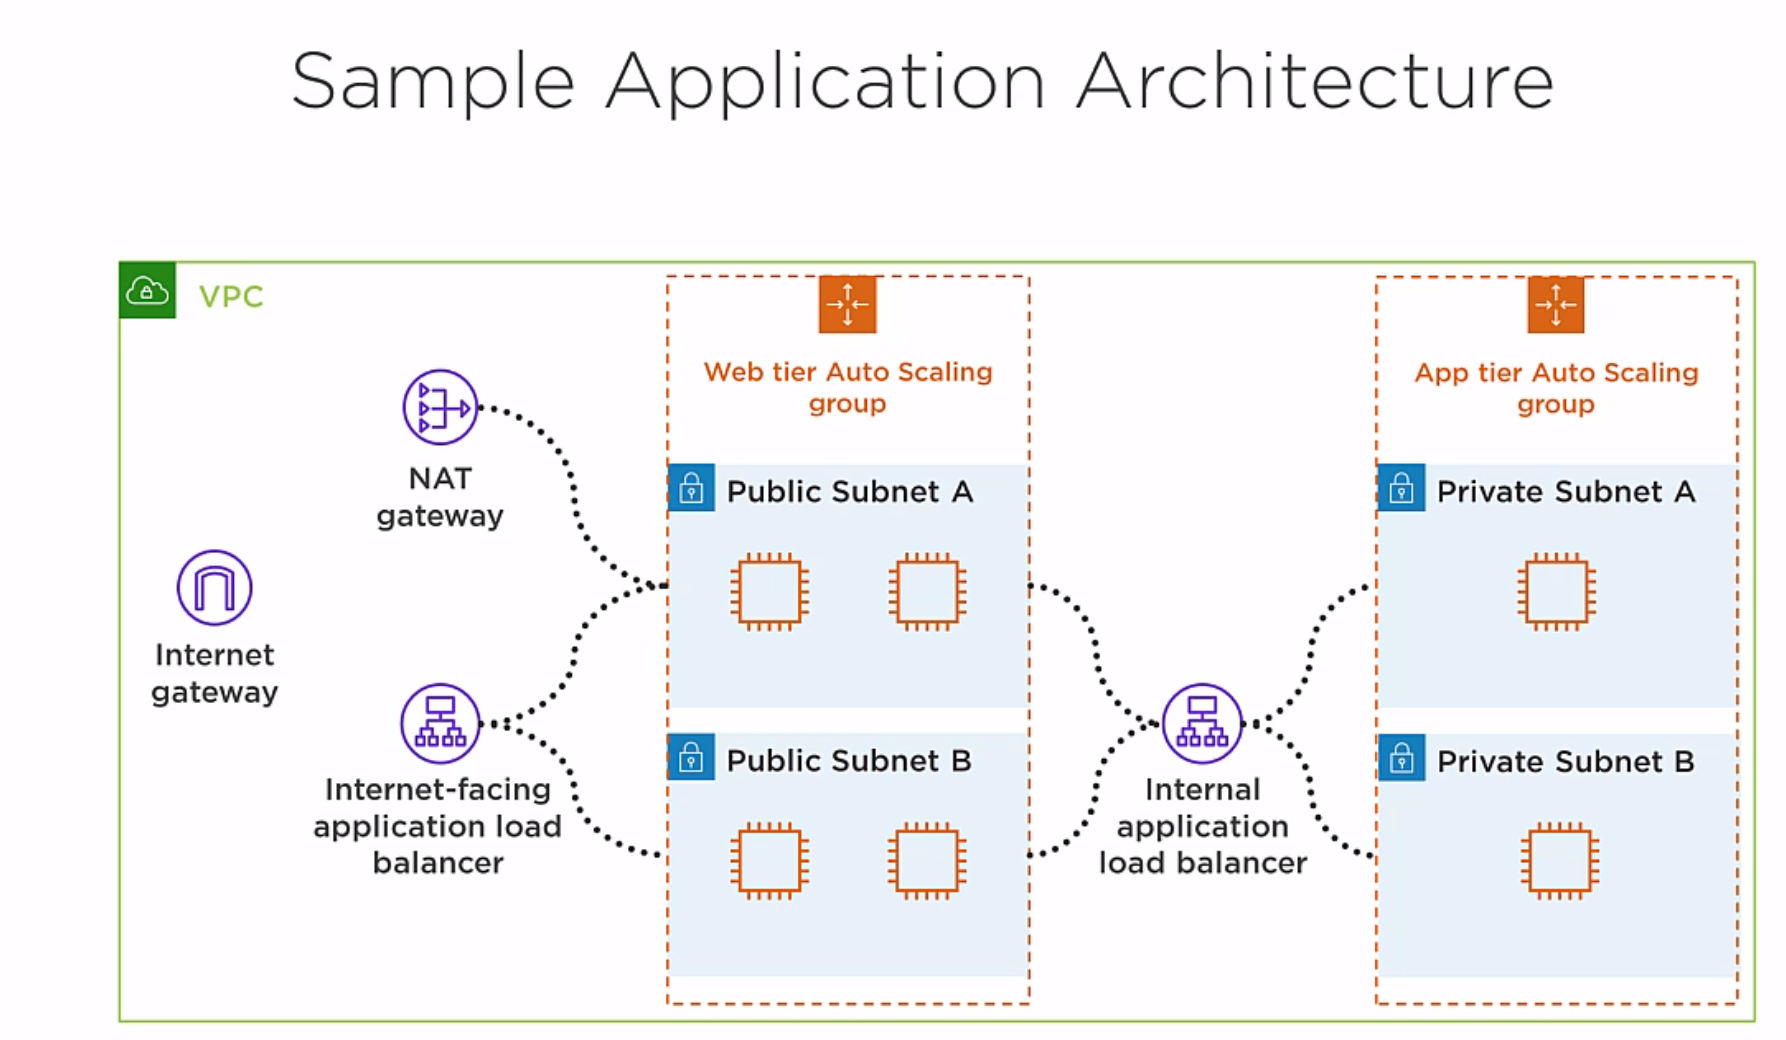 Sample Application Architecture
VPC
Web tier Auto Scaling
group
App tier Auto Scaling
group
NAT
gateway
Public Subnet A
Private Subnet A
Internet
gateway
Public Subnet B
Private Subnet B
Internet-facing
application load
balancer
Internal
application
load balancer